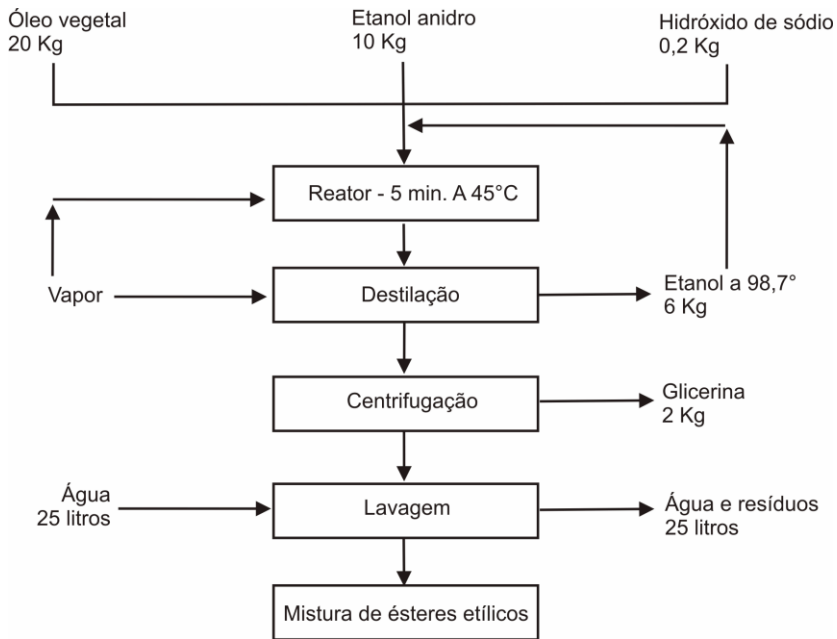 Óleo vegetal
20 Kg
Etanol anidro
10 Kg
Hidróxido de sódio
0,2 Kg
Reator - 5 min. A 45°C
Vapor
Destilação
Etanol a 98,7°
6 Kg
Centrifugação
Glicerina
2 Kg
Água
25 litros
Lavagem
Água e resíduos
25 litros
Mistura de ésteres etílicos